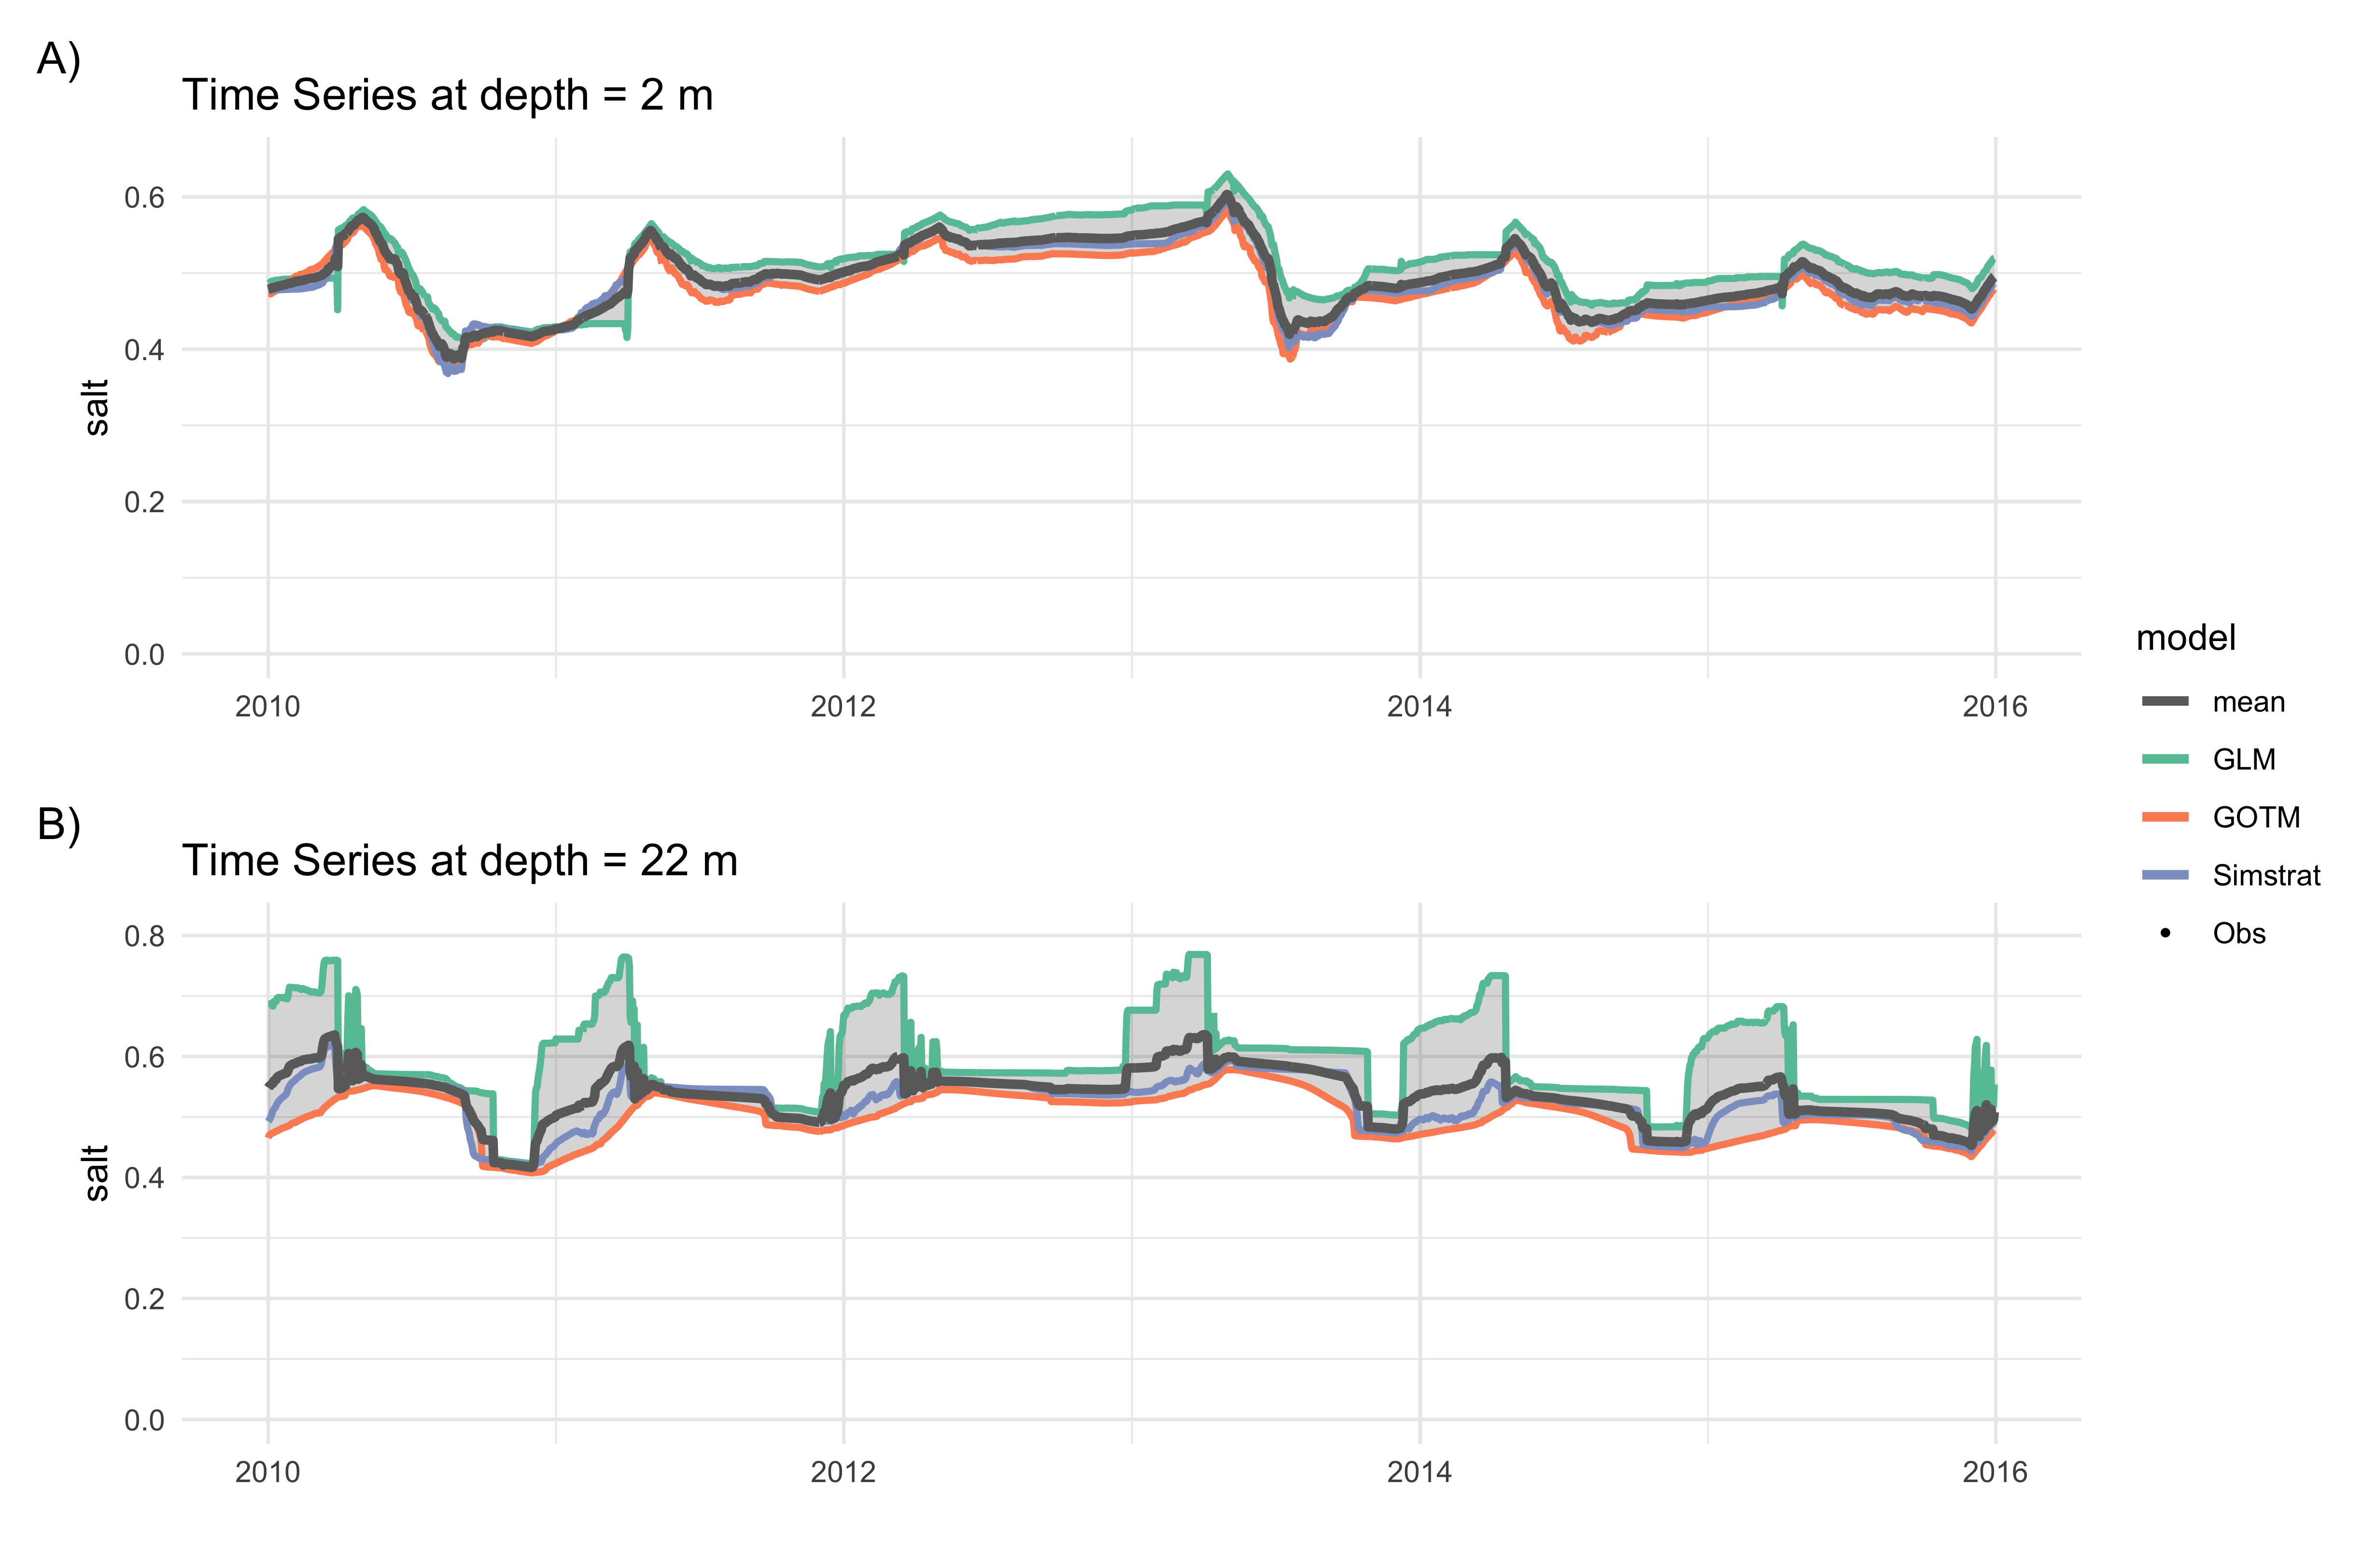 A)
Time Series at depth = 2 m
0.6
0.4
0.2
0.0
salt
2010 2012 2014 2016
B)
Time Series at depth = 22 m
0.8
0.6
0.4
0.2
0.0
salt
2010 2012 2014 2016
model
mean
GLM
GOTM
Simstrat
Obs